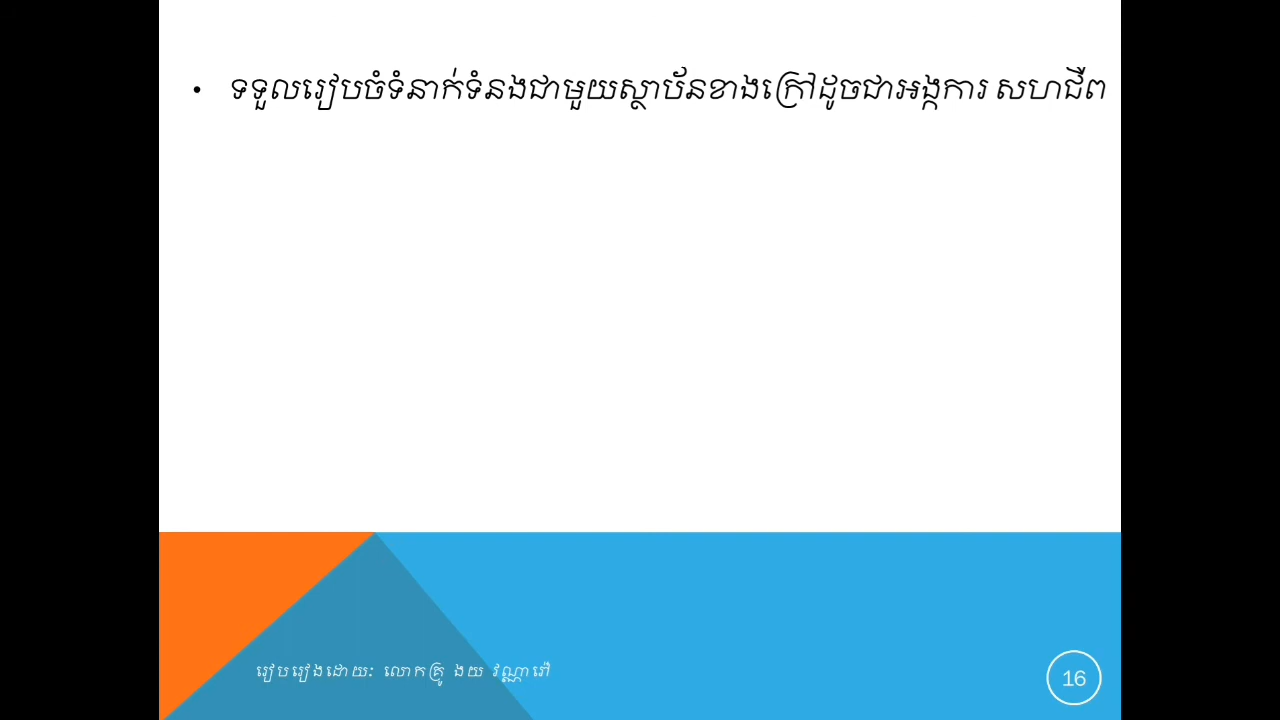 • ទទួលរៀបចំទំនាក់ទំនងជាមួយស្ថាប័នខាងក្រៅដូចជាអង្កការ សហជីព
រៀបរៀងដោយៈ លោកគ្រូ ងយ វណ្ណារ៉ៅ
16